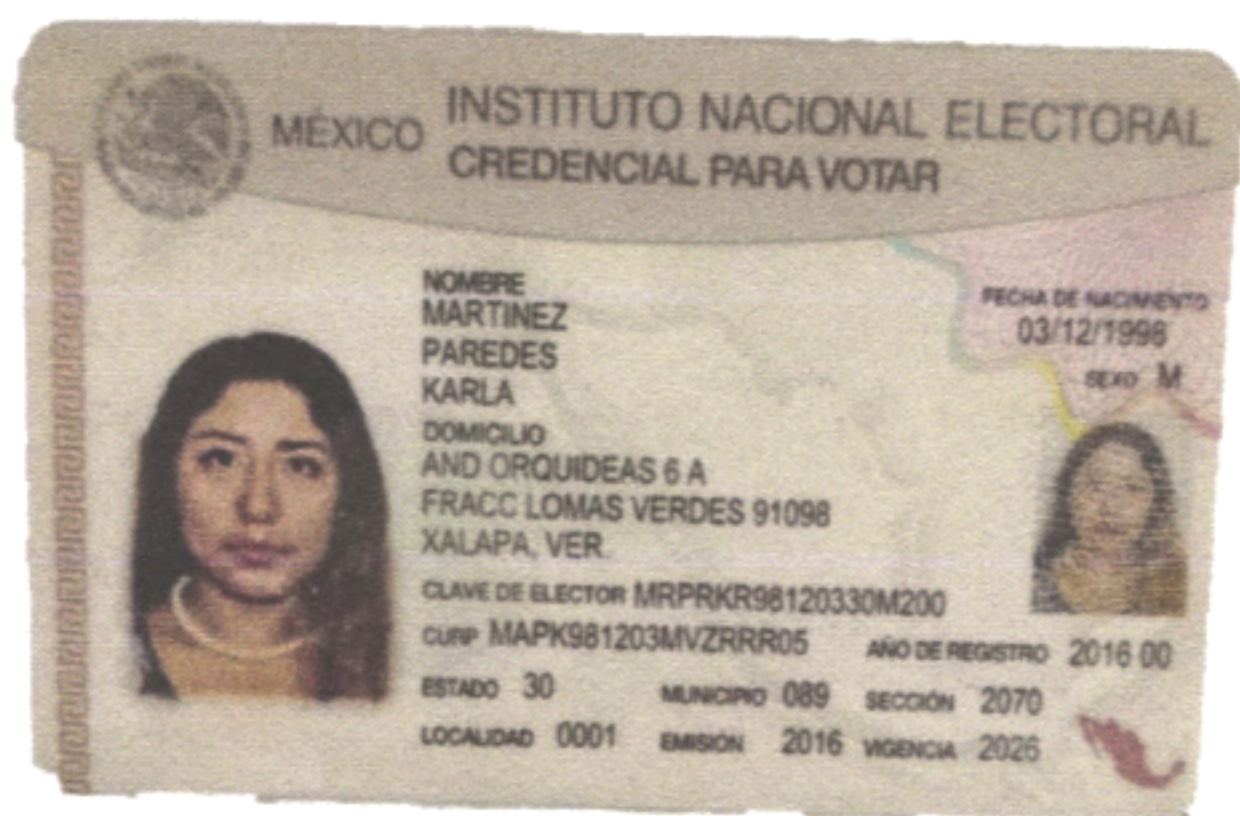 MÉXICO
INSTITUTO NACIONAL ELECTORAL
CREDENCIAL PARA VOTAR
NOMBRE
MARTINEZ
PAREDES
KARLA
FECHA DE NACIMIENTO
03/12/1998
SEXO M
DOMICILIO
AND ORQUIDEAS 6 A
FRACC LOMAS VERDES 91098
XALAPA, VER.
CLAVE DE ELECTOR MRPRKR98120330M200
CURP MAPK981203MVZRRR05
AÑO DE REGISTRO 2016 00
ESTADO 30
MUNICIPIO 089
SECCIÓN 2070
LOCALIDAD 0001
EMISIÓN 2016
VIGENCIA 2026